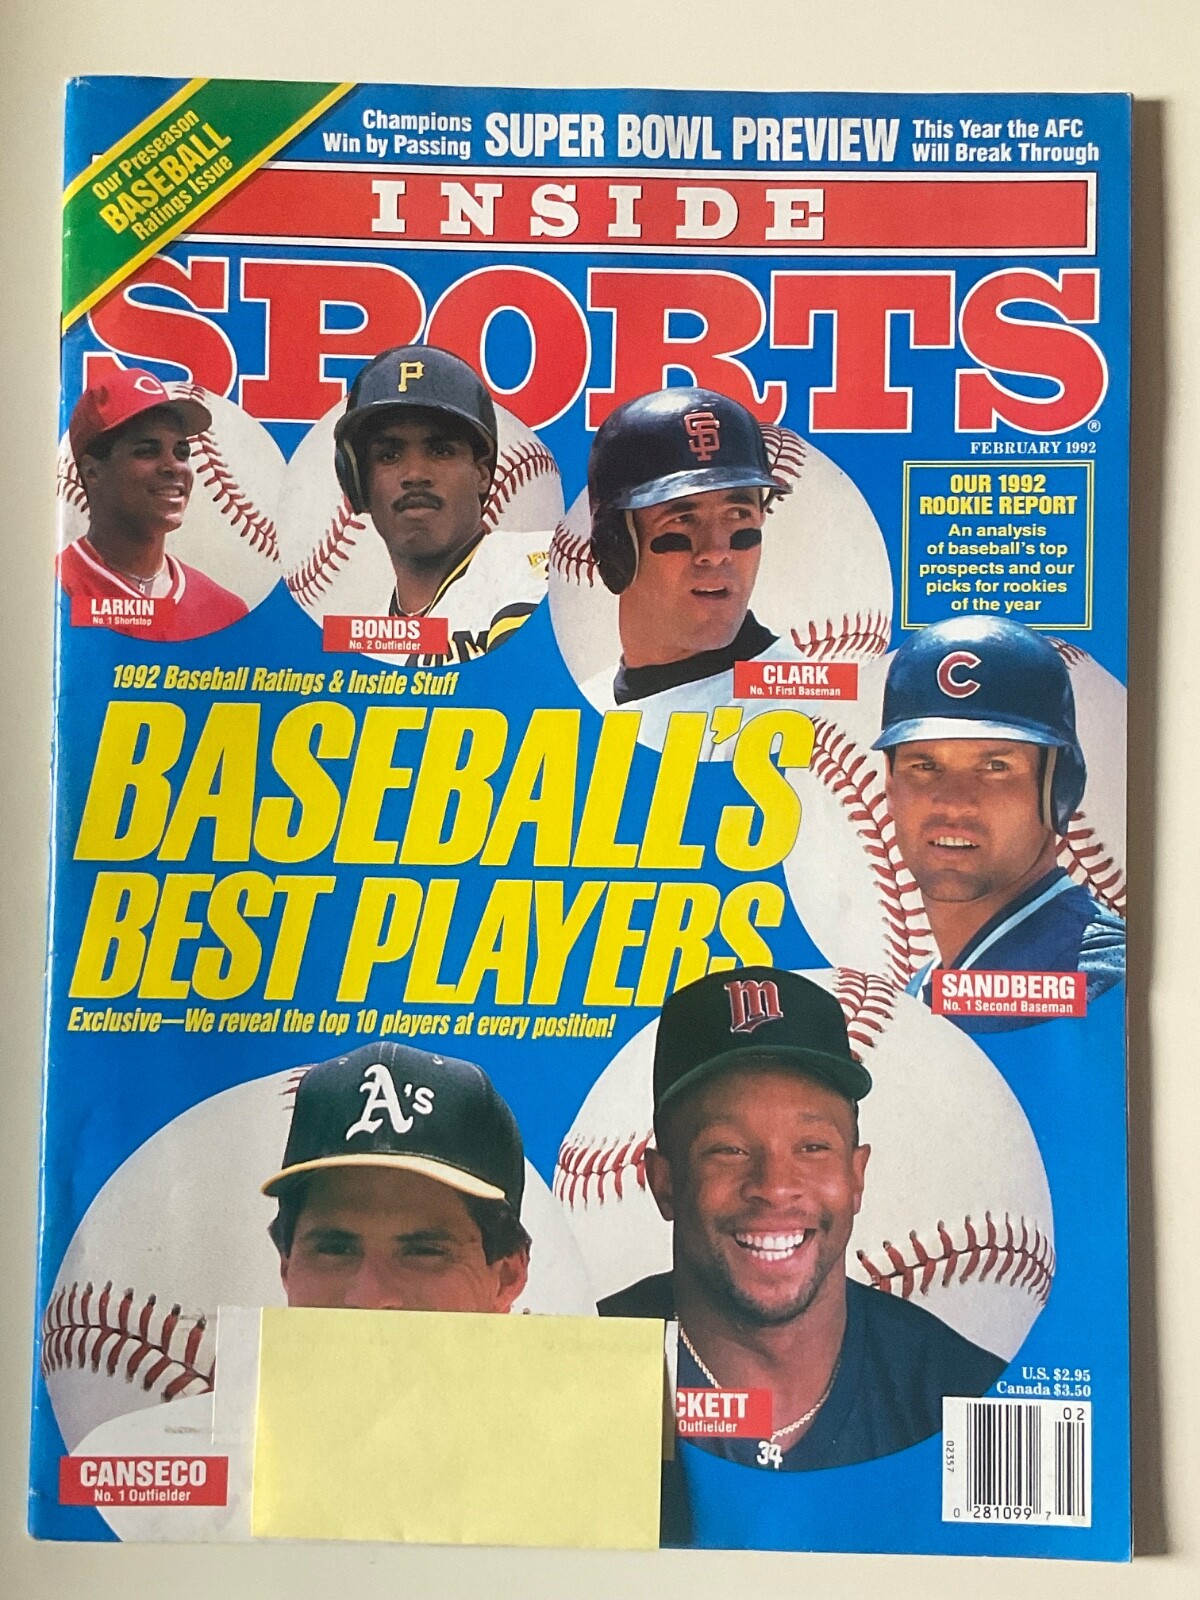 Our Preseason
BASEBALL
Ratings Issue
Champions
Win by Passing
SUPER BOWL PREVIEW
This Year the AFC
Will Break Through
INSIDE
SPORTS®
FEBRUARY 1992
OUR 1992
ROOKIE REPORT
An analysis
of baseball's top
prospects and our
picks for rookies
of the year
C
P
SF
LARKIN
No. 1 Shortstop
BONDS
No. 2 Outfielder
CLARK
No. 1 First Baseman
C
1992 Baseball Ratings & Inside Stuff
BASEBALL'S
BEST PLAYERS
Exclusive—We reveal the top 10 players at every position!
SANDBERG
No. 1 Second Baseman
m
A's
CKETT
Outfielder
34
CANSECO
No. 1 Outfielder
U.S. $2.95
Canada $3.50
02
02357
0 281099 7